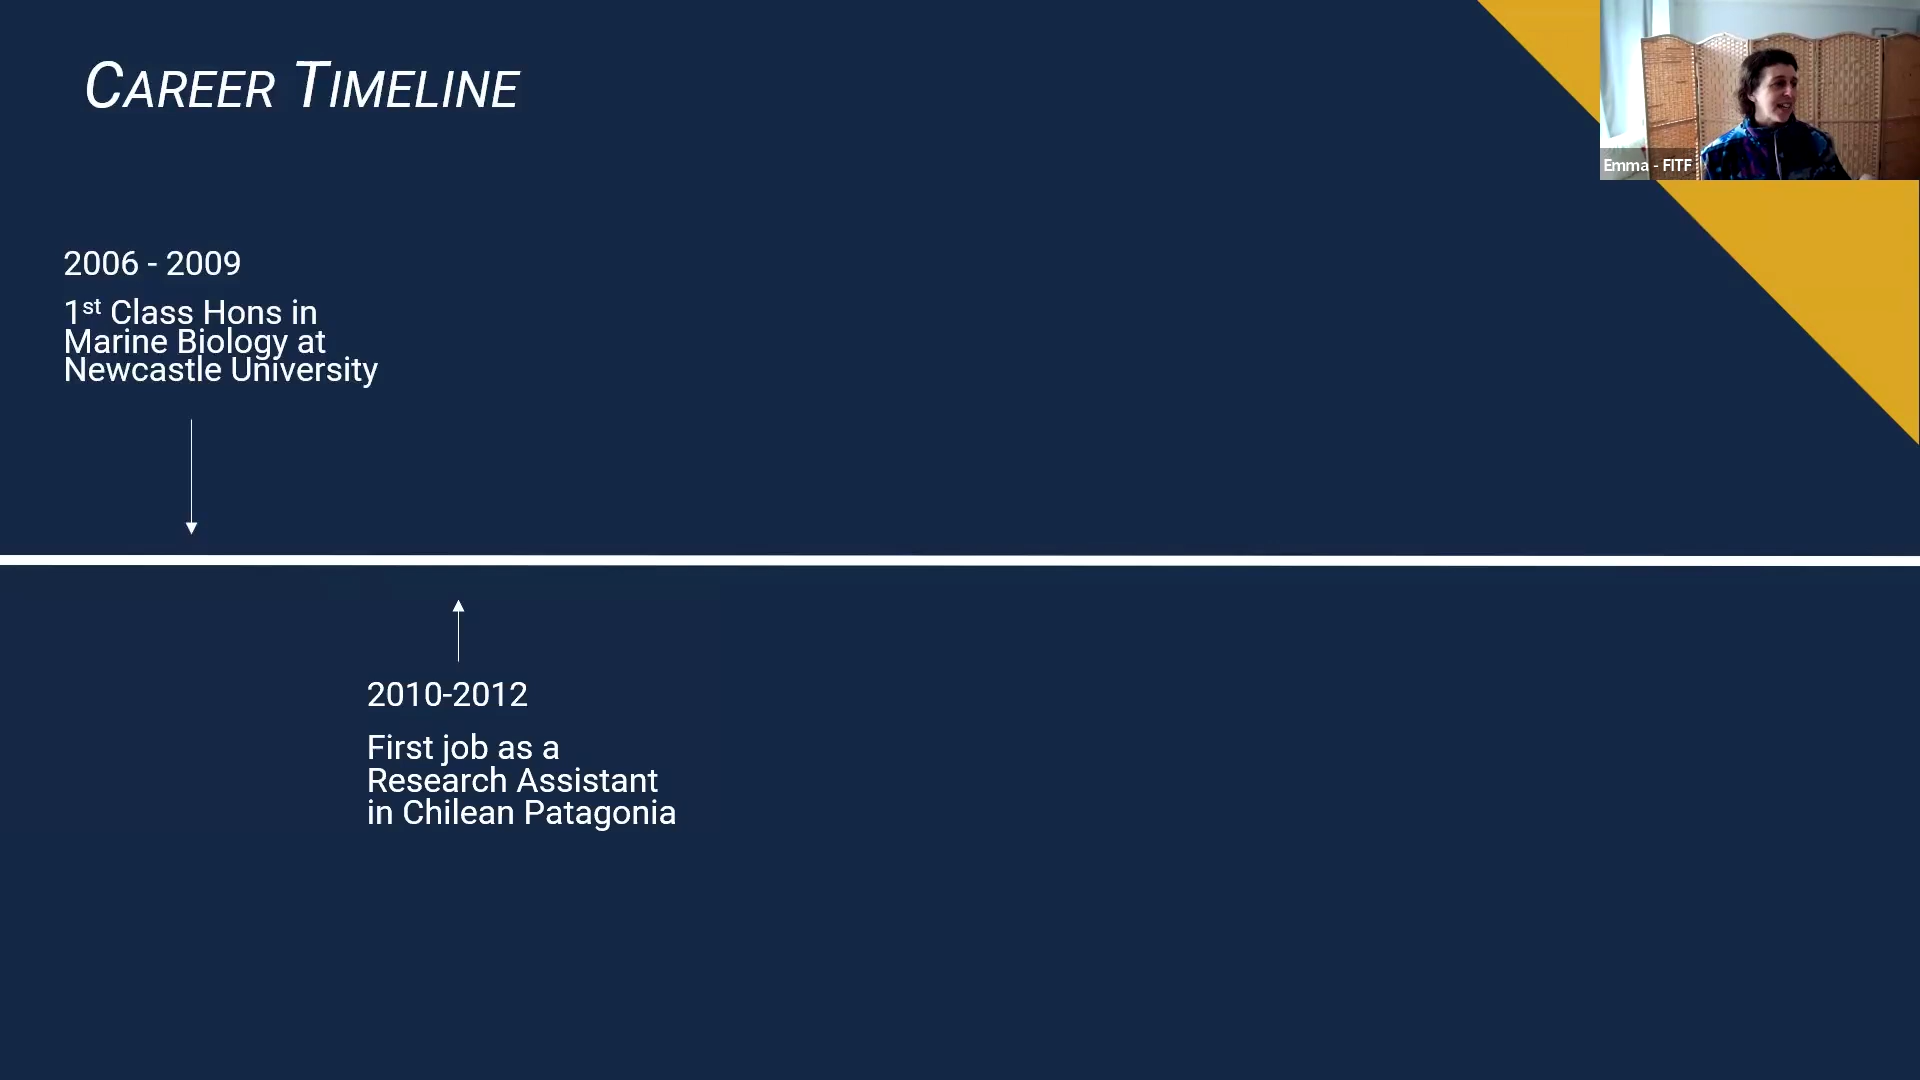 CAREER TIMELINE
Emma - FITF
2006 - 2009
1st Class Hons in
Marine Biology at
Newcastle University
2010-2012
First job as a
Research Assistant
in Chilean Patagonia